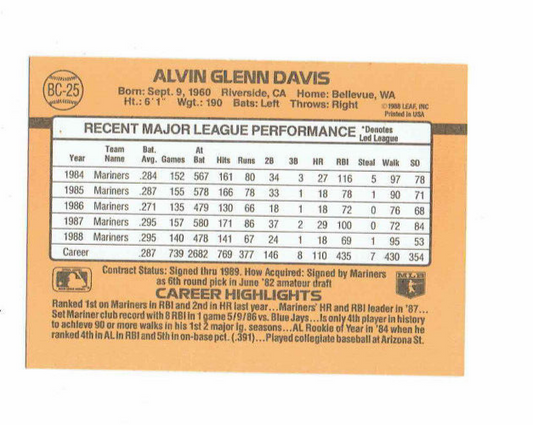 BC-25
ALVIN GLENN DAVIS
Born: Sept. 9, 1960 Riverside, CA Home: Bellevue, WA
Ht.: 6'1" Wgt.: 190 Bats: Left Throws: Right
© 1988 LEAF, INC
Printed in USA
RECENT MAJOR LEAGUE PERFORMANCE *Denotes Led League
Year Team Name Bat. Avg. Games At Bat Hits Runs 2B 3B HR RBI Steal Walk SO
1984 Mariners .284 152 567 161 80 34 3 27 116 5 97 78
1985 Mariners .287 155 578 166 78 33 1 18 78 1 90 71
1986 Mariners .271 135 479 130 66 18 1 18 72 0 76 68
1987 Mariners .295 157 580 171 86 37 2 29 100 0 72 84
1988 Mariners .295 140 478 141 67 24 1 18 69 1 95 53
Career .287 739 2682 769 377 146 8 110 435 7 430 354
Contract Status: Signed thru 1989. How Acquired: Signed by Mariners
as 6th round pick in June '82 amateur draft
CAREER HIGHLIGHTS
MLB
Ranked 1st on Mariners in RBI and 2nd in HR last year...Mariners' HR and RBI leader in '87...
Set Mariner club record with 8 RBI in 1 game 5/9/86 vs. Blue Jays...Is only 4th player in history
to achieve 90 or more walks in his 1st 2 major lg. seasons...AL Rookie of Year in '84 when he
ranked 4th in AL in RBI and 5th in on-base pct. (.391)...Played collegiate baseball at Arizona St.